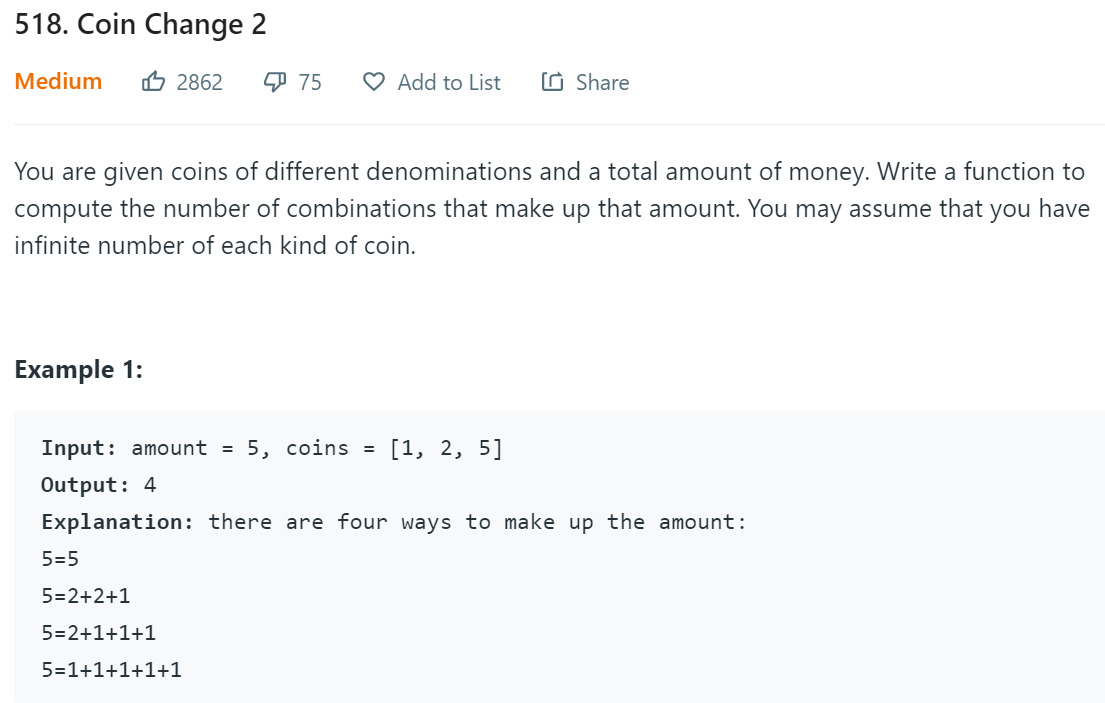 518. Coin Change 2
Medium 2862 75 Add to List Share
You are given coins of different denominations and a total amount of money. Write a function to
compute the number of combinations that make up that amount. You may assume that you have
infinite number of each kind of coin.
Example 1:
Input: amount = 5, coins = [1, 2, 5]
Output: 4
Explanation: there are four ways to make up the amount:
5=5
5=2+2+1
5=2+1+1+1
5=1+1+1+1+1